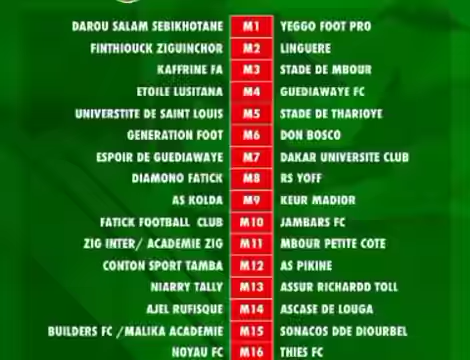 DAROU SALAM SEBIKHOTANE M1 YEGGO FOOT PRO
FINTHIOUCK ZIGUINCHOR M2 LINGUERE
KAFFRINE FA M3 STADE DE MBOUR
ETOILE LUSITANA M4 GUEDIAWAYE FC
UNIVERSTITE DE SAINT LOUIS M5 STADE DE THARIOYE
GENERATION FOOT M6 DON BOSCO
ESPOIR DE GUEDIAWAYE M7 DAKAR UNIVERSITE CLUB
DIAMONO FATICK M8 RS YOFF
AS KOLDA M9 KEUR MADIOR
FATICK FOOTBALL CLUB M10 JAMBARS FC
ZIG INTER/ ACADEMIE ZIG M11 MBOUR PETITE COTE
CONTON SPORT TAMBA M12 AS PIKINE
NIARRY TALLY M13 ASSUR RICHARDD TOLL
AJEL RUFISQUE M14 ASCASE DE LOUGA
BUILDERS FC /MALIKA ACADEMIE M15 SONACOS DDE DIOURBEL
NOYAU FC M16 THIES FC